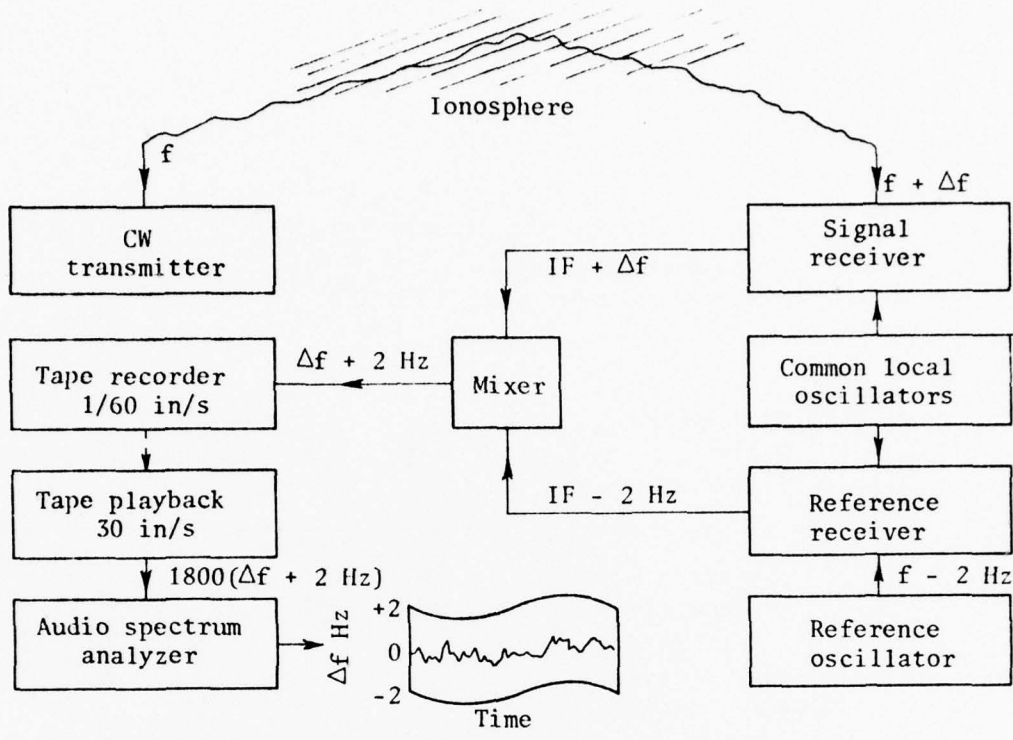 Ionosphere
f
f + Δf
CW
transmitter
Signal
receiver
IF + Δf
Δf + 2 Hz
Tape recorder
1/60 in/s
Mixer
Common local
oscillators
Tape playback
30 in/s
IF - 2 Hz
Reference
receiver
1800(Δf + 2 Hz)
f - 2 Hz
Audio spectrum
analyzer
Δf Hz
+2
0
-2
Time
Reference
oscillator